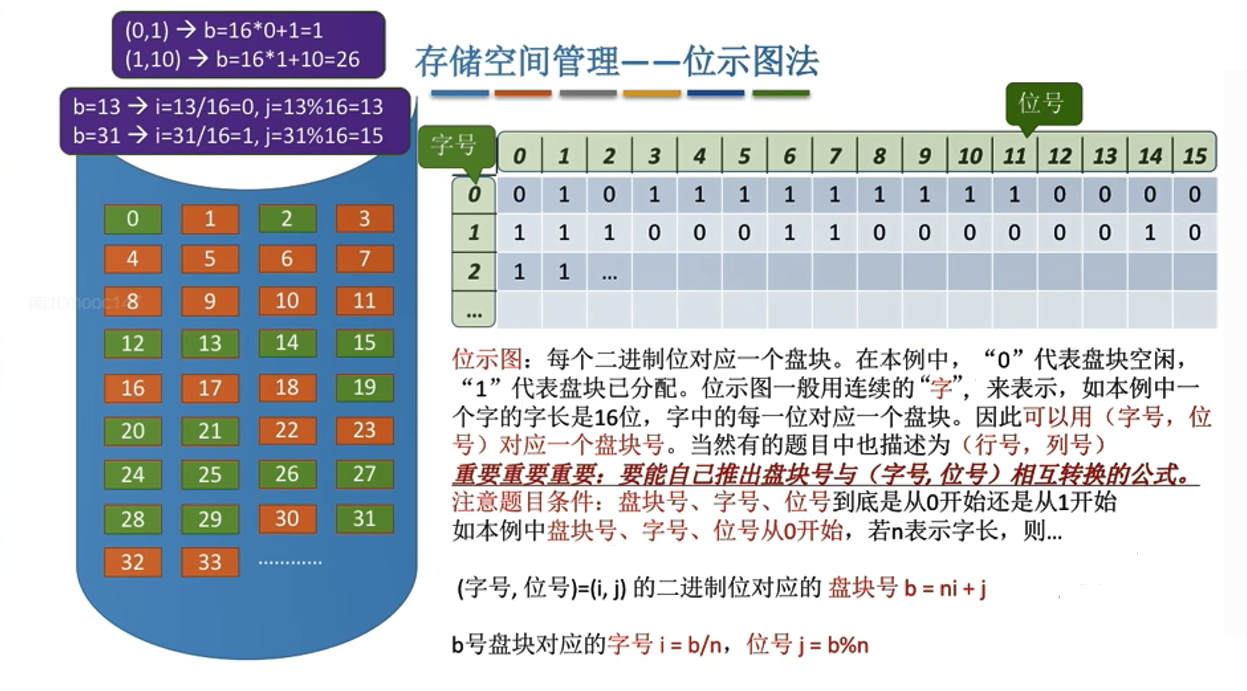 (0,1) → b=16*0+1=1
(1,10) → b=16*1+10=26
存储空间管理——位示图法
b=13 → i=13/16=0, j=13%16=13
b=31 → i=31/16=1, j=31%16=15
位号
字号
0 1 2 3 4 5 6 7 8 9 10 11 12 13 14 15
0 0 1 0 1 1 1 1 1 1 1 1 1 0 0 0 0
1 1 1 1 0 0 0 1 1 0 0 0 0 0 0 1 0
2 1 1 ...
...
0 1 2 3
4 5 6 7
8 9 10 11
12 13 14 15
16 17 18 19
20 21 22 23
24 25 26 27
28 29 30 31
32 33 …………
位示图：每个二进制位对应一个盘块。在本例中，“0”代表盘块空闲，
“1”代表盘块已分配。位示图一般用连续的“字”，来表示，如本例中一
个字的字长是16位，字中的每一位对应一个盘块。因此可以用（字号，位
号）对应一个盘块号。当然有的题目中也描述为（行号，列号）
重要重要重要：要能自己推出盘块号与（字号, 位号）相互转换的公式。
注意题目条件：盘块号、字号、位号到底是从0开始还是从1开始
如本例中盘块号、字号、位号从0开始，若n表示字长，则...
(字号, 位号)=(i, j) 的二进制位对应的 盘块号 b = ni + j
b号盘块对应的字号 i = b/n，位号 j = b%n